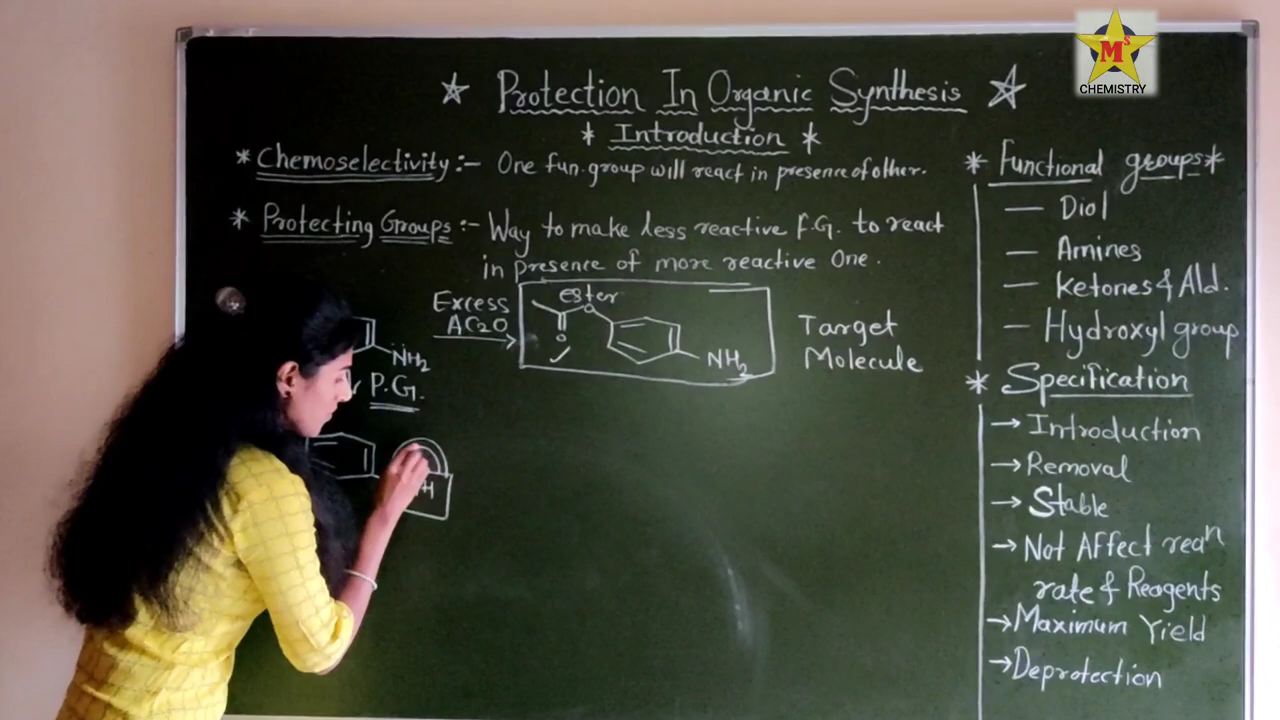 M's
CHEMISTRY
☆ Protection In Organic Synthesis ☆
* Introduction *
* Chemoselectivity :- One fun. group will react in presence of other.
* Protecting Groups :- Way to make less reactive F.G. to react
in presence of more reactive One.
Excess
AC2O
ester
O
O
NH2
NH2
Target
Molecule
P.G.
H
* Functional groups *
— Diol
— Amines
— Ketones & Ald.
— Hydroxyl group
* Specification
→ Introduction
→ Removal
→ Stable
→ Not Affect reaⁿ
rate & Reagents
→ Maximum Yield
→ Deprotection